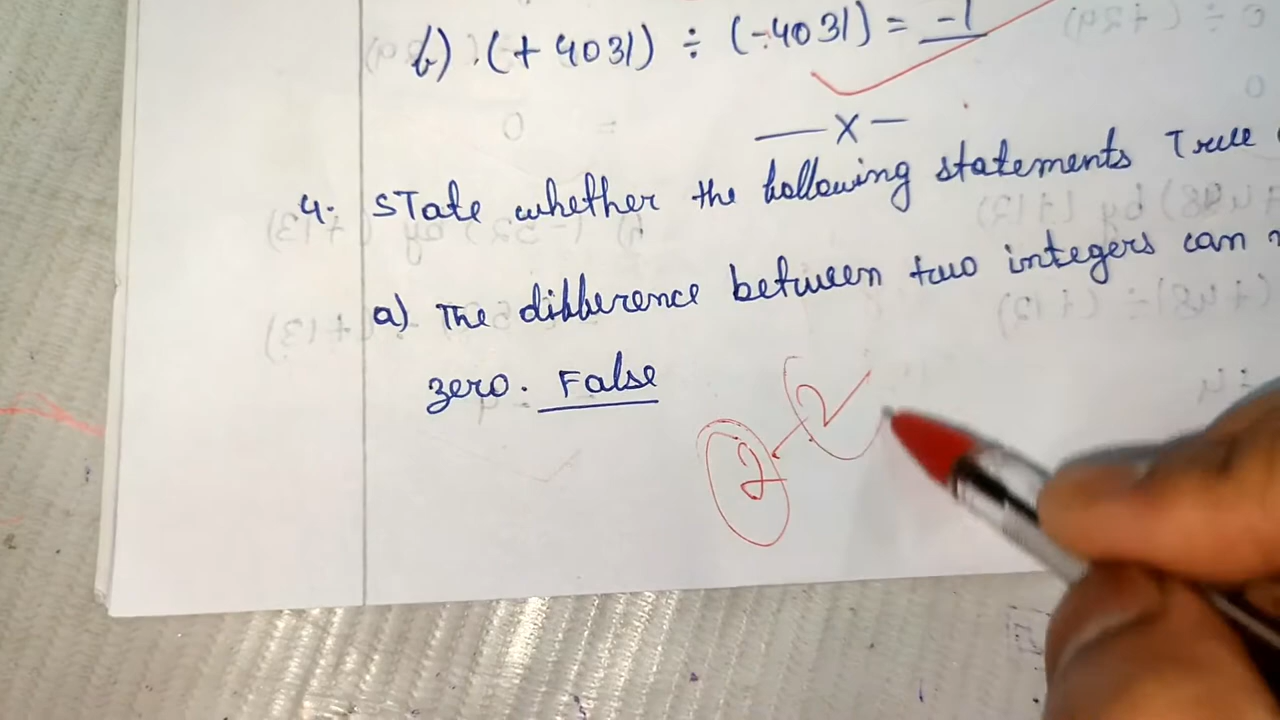 b) (+4031) ÷ (-4031) = -1
— x —
4. State whether the following statements True
a) The difference between two integers can
zero. False
2 - 2